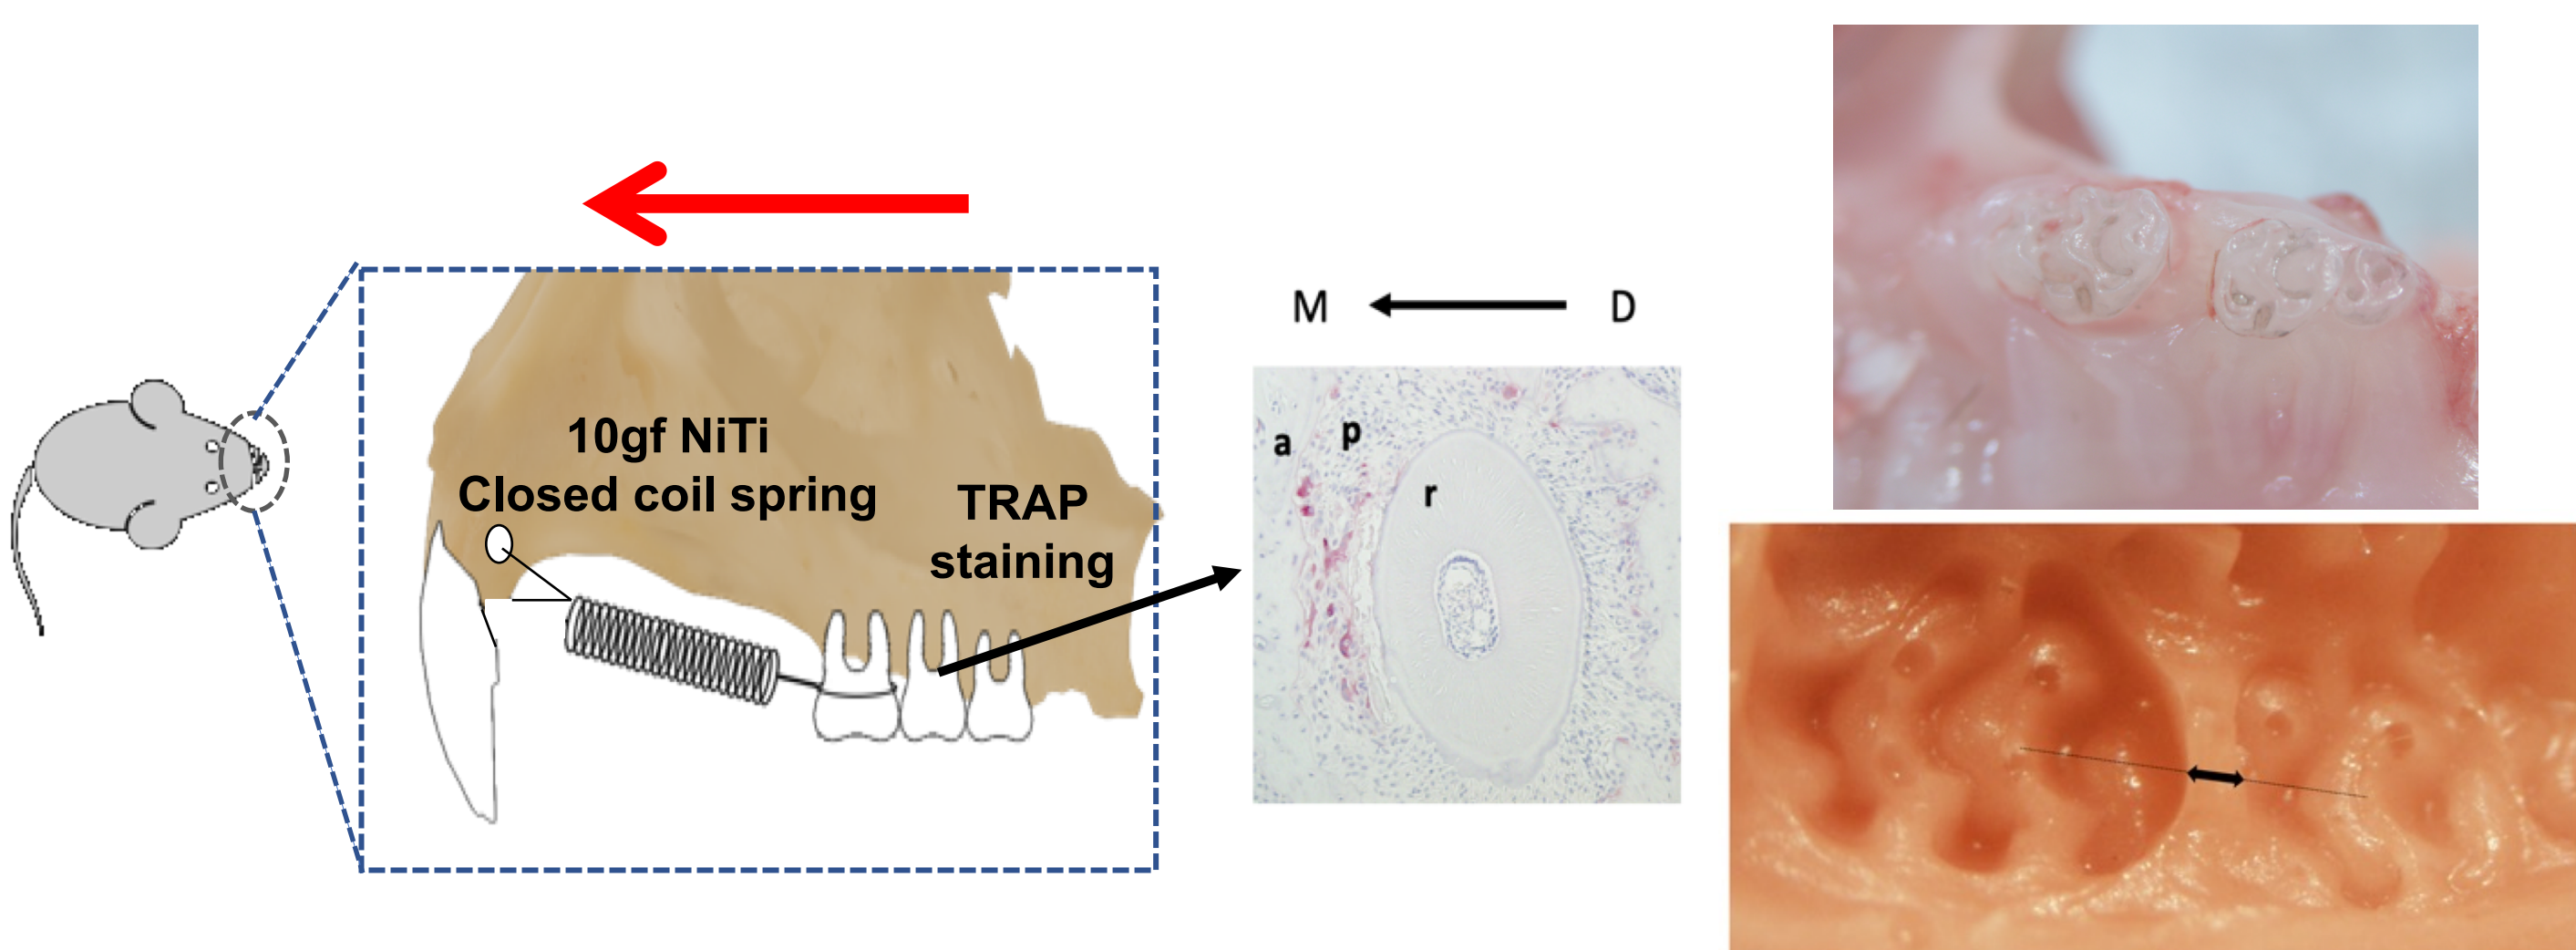 10gf NiTi
Closed coil spring
TRAP
staining
M
D
a
p
r